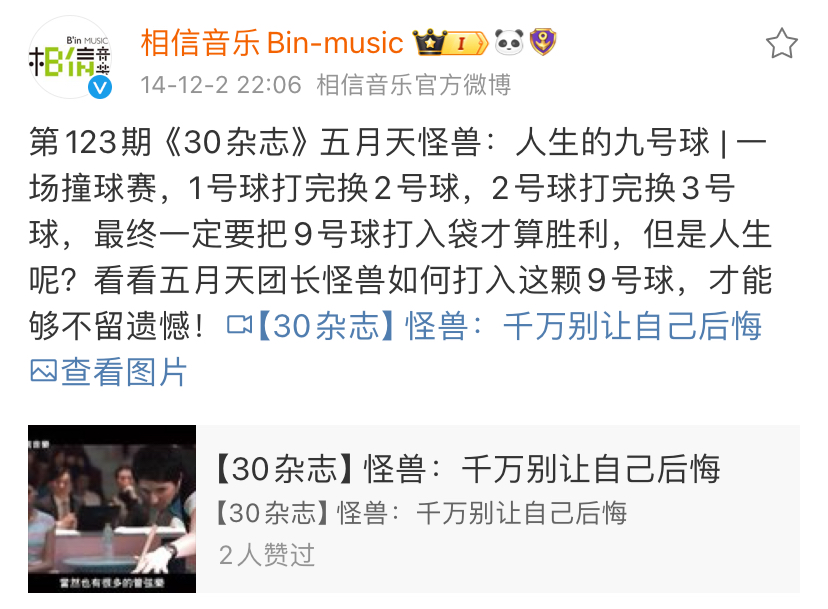 B'in MUSIC
相信音樂
相信音乐Bin-music
I
14-12-2 22:06 相信音乐官方微博
第123期《30杂志》五月天怪兽：人生的九号球 | 一
场撞球赛，1号球打完换2号球，2号球打完换3号
球，最终一定要把9号球打入袋才算胜利，但是人生
呢？看看五月天团长怪兽如何打入这颗9号球，才能
够不留遗憾！【30杂志】怪兽：千万别让自己后悔
查看图片
【30杂志】怪兽：千万别让自己后悔
【30杂志】怪兽：千万别让自己后悔
2人赞过
當然也有很多的管弦樂